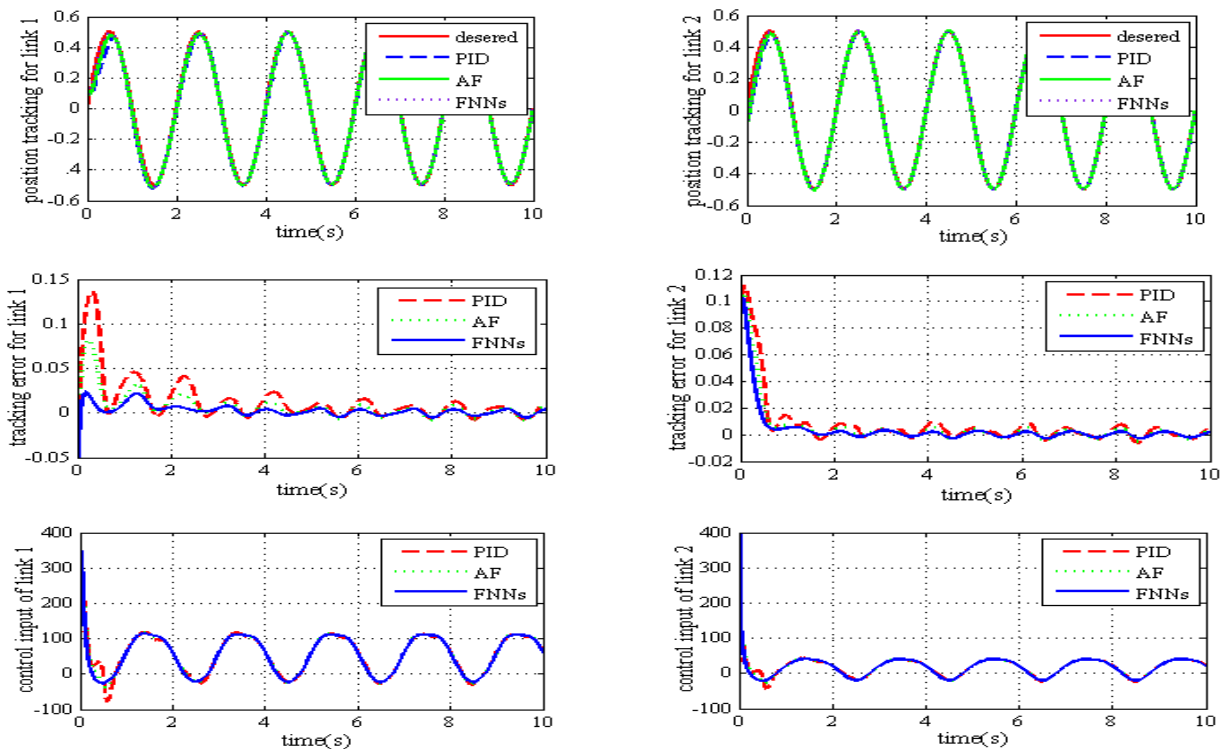 position tracking for link 1
0.6
0.4
0.2
0
-0.2
.4
-0.6
0
2
4
6
8
10
time(s)
desered
PID
AF
FNNs
position tracking for link 2
0.6
0.4
0.2
0
-0.2
-0.4
-0.6
0
2
4
6
8
10
time(s)
desered
PID
AF
FNNs
tracking error for link 1
0.15
0.1
0.05
0
-0.05
0
2
4
6
8
10
time(s)
PID
AF
FNNs
tracking error for link 2
0.12
0.1
0.08
0.06
0.04
0.02
0
-0.02
0
2
4
6
8
10
time(s)
PID
AF
FNNs
control input of link 1
400
300
200
100
0
-100
0
2
4
6
8
10
time(s)
PID
AF
FNNs
control input of link 2
400
300
200
100
0
-100
0
2
4
6
8
10
time(s)
PID
AF
FNNs